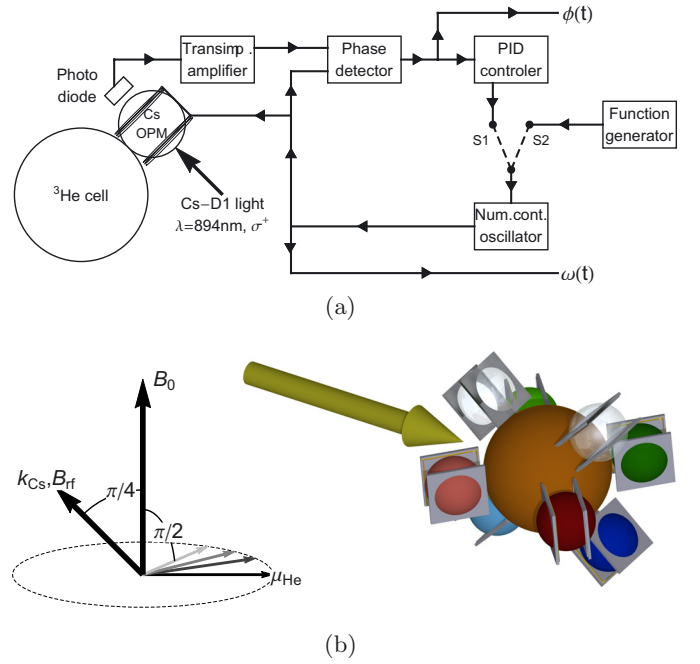 ϕ(t)
Transimp.
amplifier
Phase
detector
PID
controler
Photo
diode
Cs
OPM
S1
S2
Function
generator
³He cell
Cs−D1 light
λ=894nm, σ⁺
Num.cont.
oscillator
ω(t)
(a)
B₀
k_Cs, B_rf
π/4
π/2
μ_He
(b)